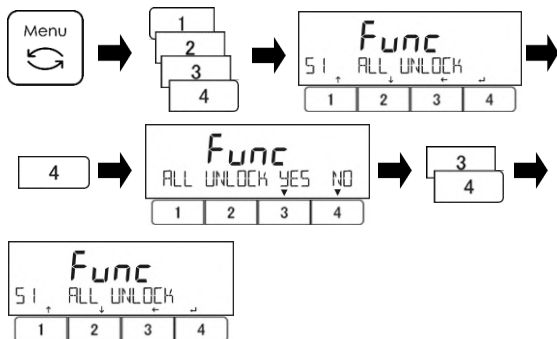 Menu
1
2
3
4
Func
51 ALL UNLOCK
↑ ↓ ← ↵
1 2 3 4
4
Func
ALL UNLOCK YES NO
▼ ▼
1 2 3 4
3
4
Func
51 ALL UNLOCK
↑ ↓ ← ↵
1 2 3 4